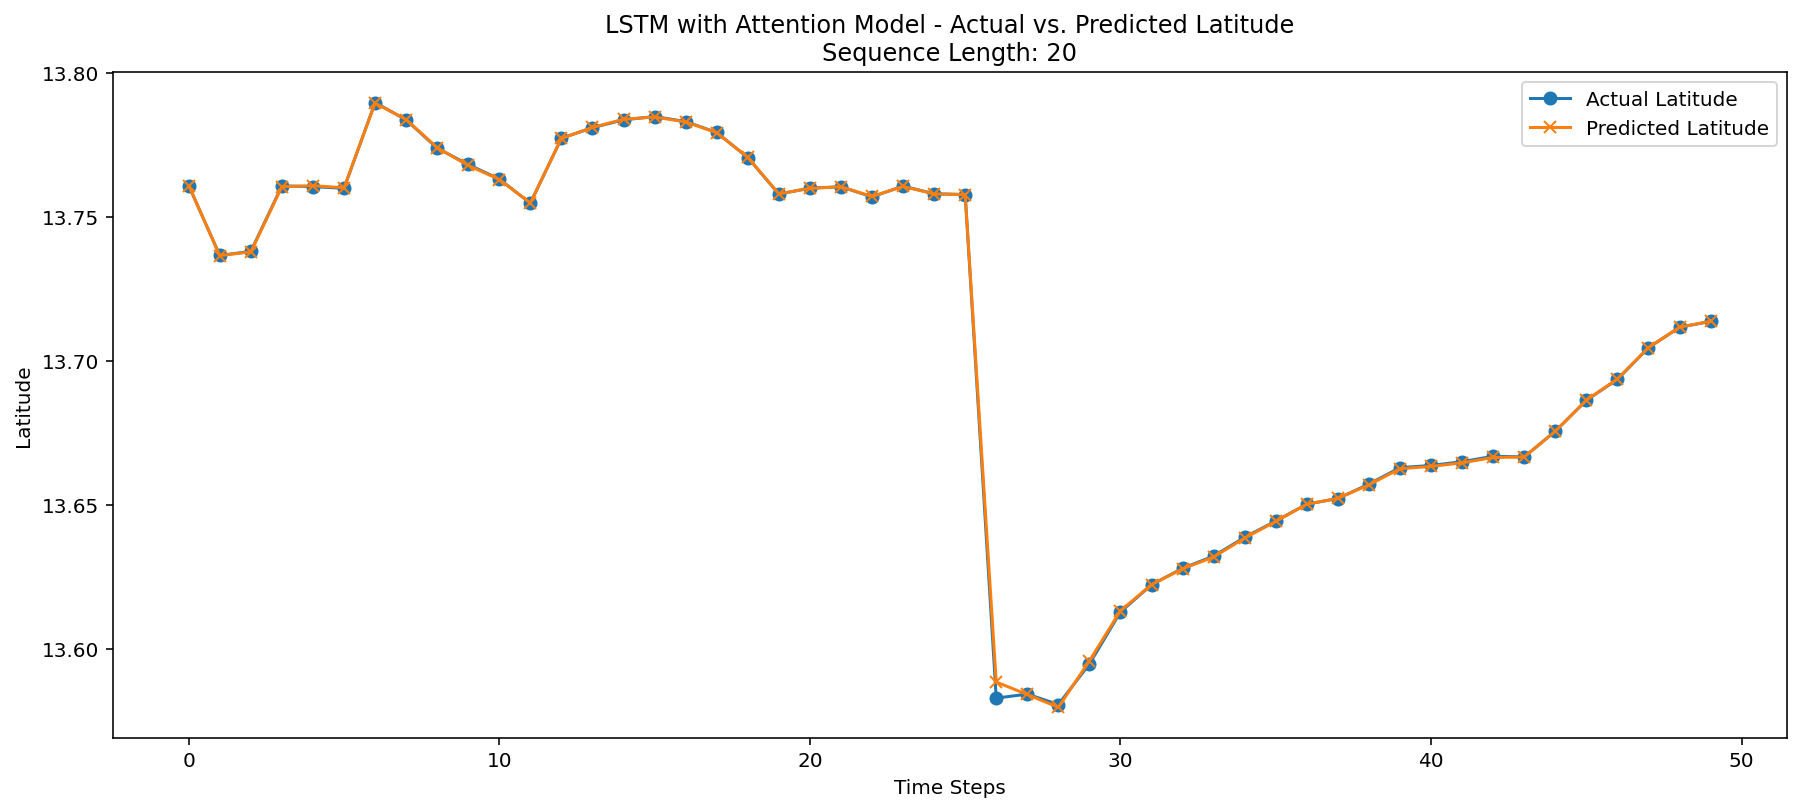 LSTM with Attention Model - Actual vs. Predicted Latitude
Sequence Length: 20
Actual Latitude
Predicted Latitude
13.80
13.75
13.70
13.65
13.60
Latitude
0
10
20
30
40
50
Time Steps